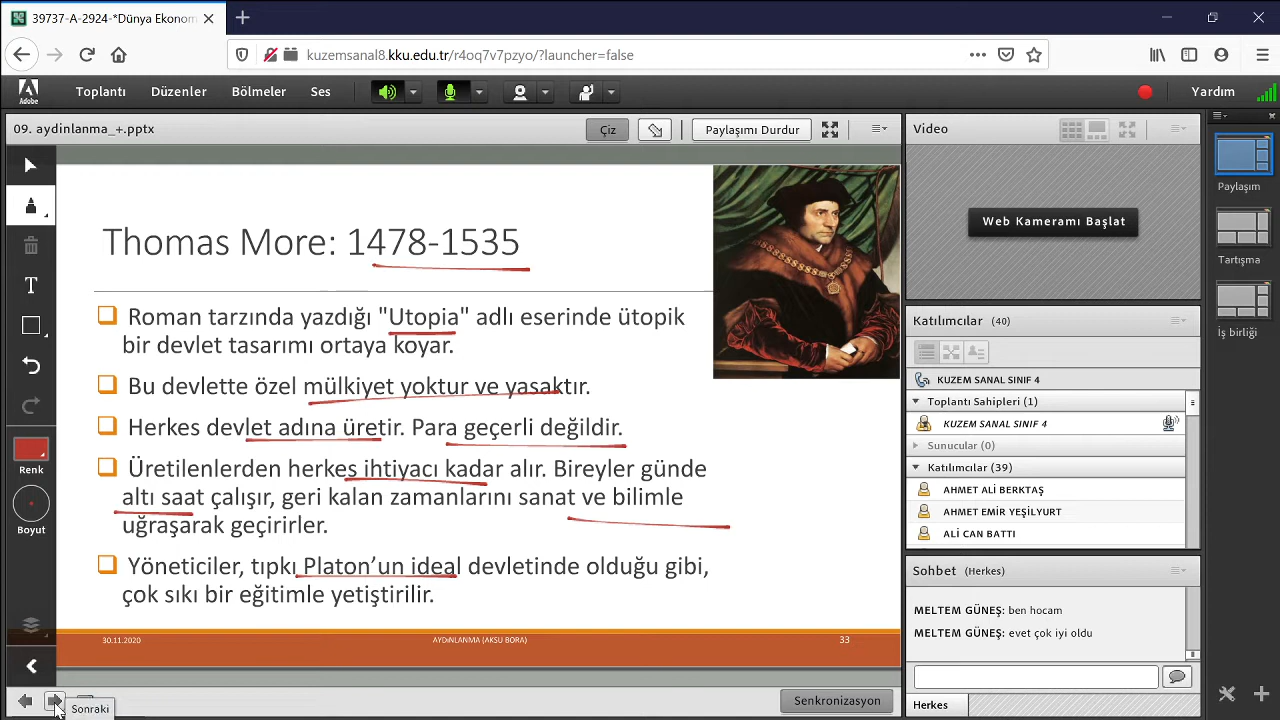 39737-A-2924-*Dünya Ekonom
kuzemsanal8.kku.edu.tr/r4oq7v7pzyo/?launcher=false
Adobe
Toplantı
Düzenler
Bölmeler
Ses
Yardım
09. aydinlanma_+.pptx
Çiz
Paylaşımı Durdur
Renk
Boyut
Thomas More: 1478-1535
Roman tarzında yazdığı "Utopia" adlı eserinde ütopik
bir devlet tasarımı ortaya koyar.
Bu devlette özel mülkiyet yoktur ve yasaktır.
Herkes devlet adına üretir. Para geçerli değildir.
Üretilenlerden herkes ihtiyacı kadar alır. Bireyler günde
altı saat çalışır, geri kalan zamanlarını sanat ve bilimle
uğraşarak geçirirler.
Yöneticiler, tıpkı Platon’un ideal devletinde olduğu gibi,
çok sıkı bir eğitimle yetiştirilir.
30.11.2020
AYDıNLANMA (AKSU BORA)
33
Sonraki
Senkronizasyon
Video
Web Kameramı Başlat
Katılımcılar (40)
KUZEM SANAL SINIF 4
Toplantı Sahipleri (1)
KUZEM SANAL SINIF 4
Sunucular (0)
Katılımcılar (39)
AHMET ALİ BERKTAŞ
AHMET EMİR YEŞİLYURT
ALİ CAN BATTI
Sohbet (Herkes)
MELTEM GÜNEŞ: ben hocam
MELTEM GÜNEŞ: evet çok iyi oldu
Herkes
Paylaşım
Tartışma
İş birliği